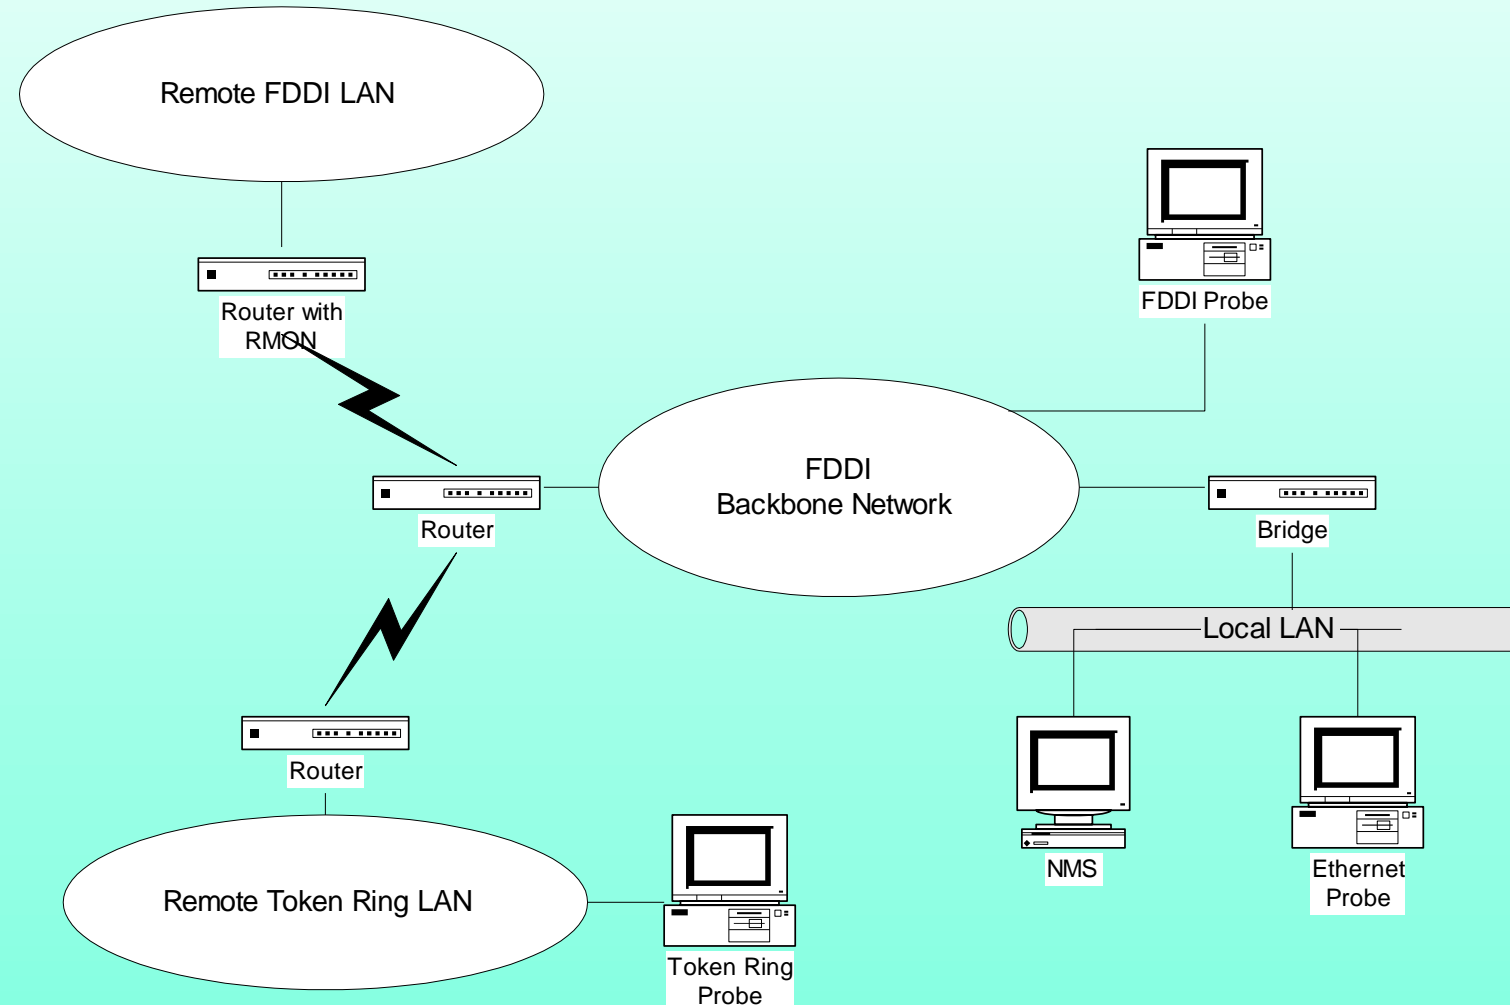 Remote FDDI LAN
Router with
RMON
FDDI Probe
FDDI
Backbone Network
Router
Bridge
Local LAN
Router
NMS
Ethernet
Probe
Remote Token Ring LAN
Token Ring
Probe